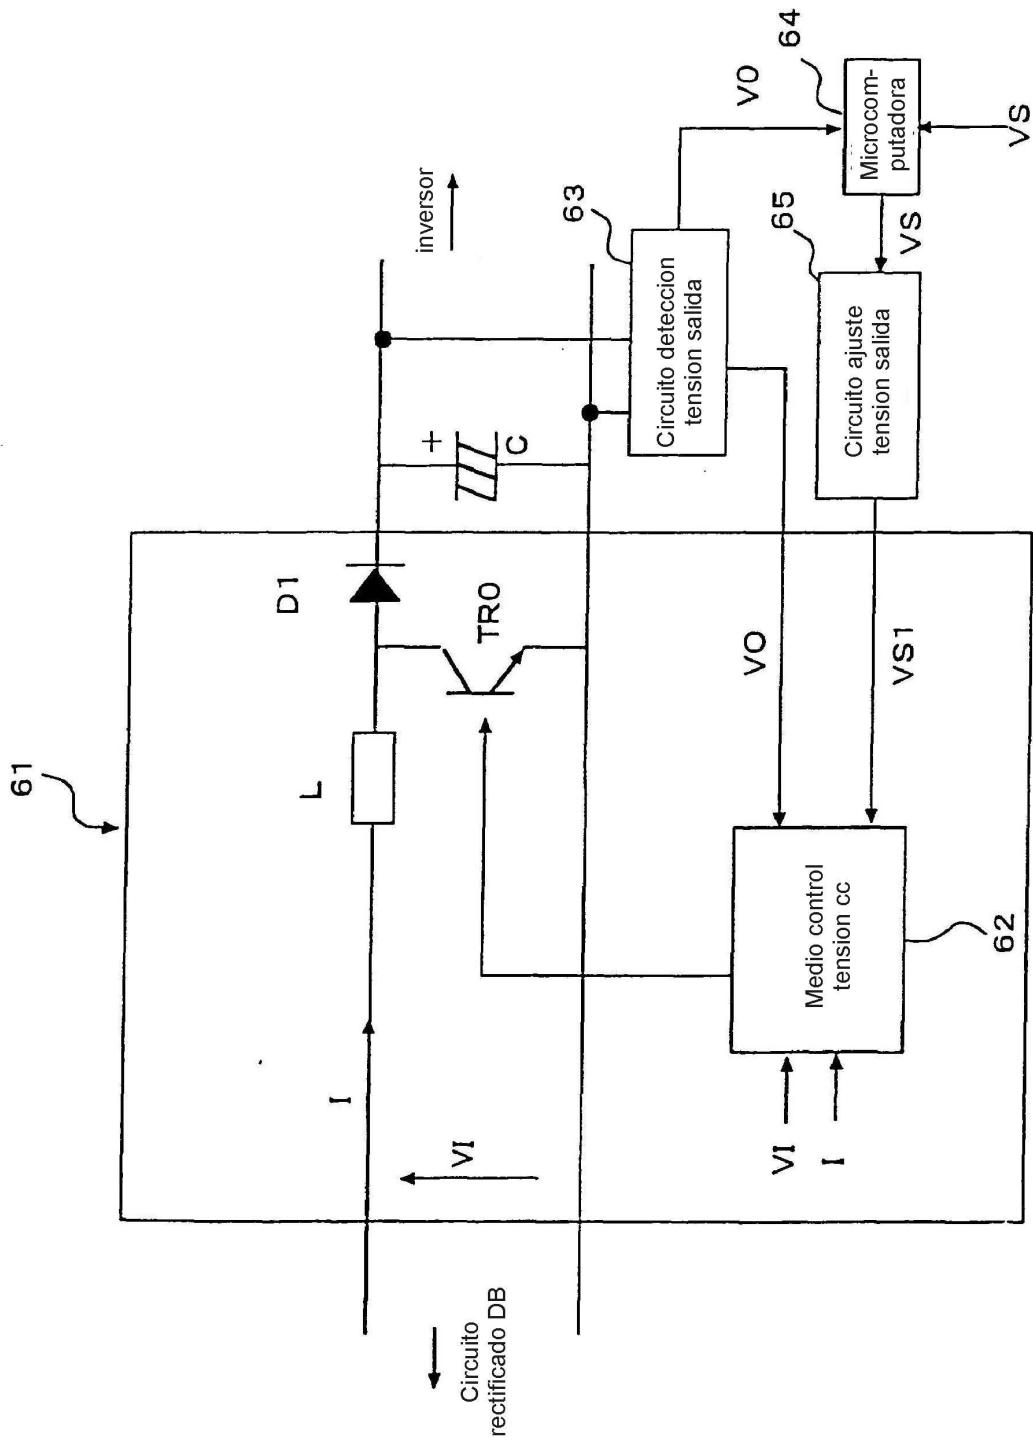 61
L
D1
TR0
+
C
inversor
I
VI
Circuito
rectificado DB
VI
I
Medio control
tension cc
62
VO
VS1
63
Circuito deteccion
tension salida
65
Circuito ajuste
tension salida
VO
64
Microcom-
putadora
VS
VS